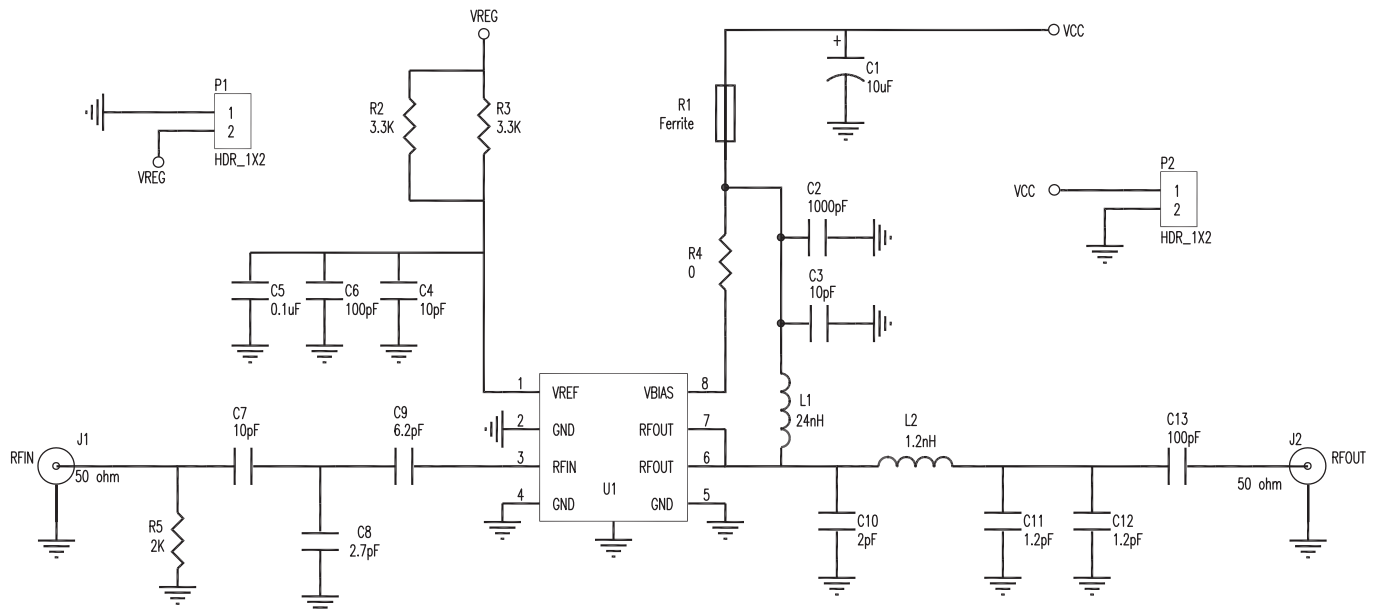 VREG
VCC
+
C1
10uF
P1
1
2
HDR_1X2
VREG
R2
3.3K
R3
3.3K
R1
Ferrite
P2
VCC
1
2
HDR_1X2
C2
1000pF
R4
0
C3
10pF
C5
0.1uF
C6
100pF
C4
10pF
1
VREF
VBIAS
8
2
GND
RFOUT
7
3
RFIN
RFOUT
6
4
GND
GND
5
U1
L1
24nH
RFIN
J1
50 ohm
C7
10pF
C9
6.2pF
R5
2K
C8
2.7pF
L2
1.2nH
C13
100pF
J2
RFOUT
50 ohm
C10
2pF
C11
1.2pF
C12
1.2pF